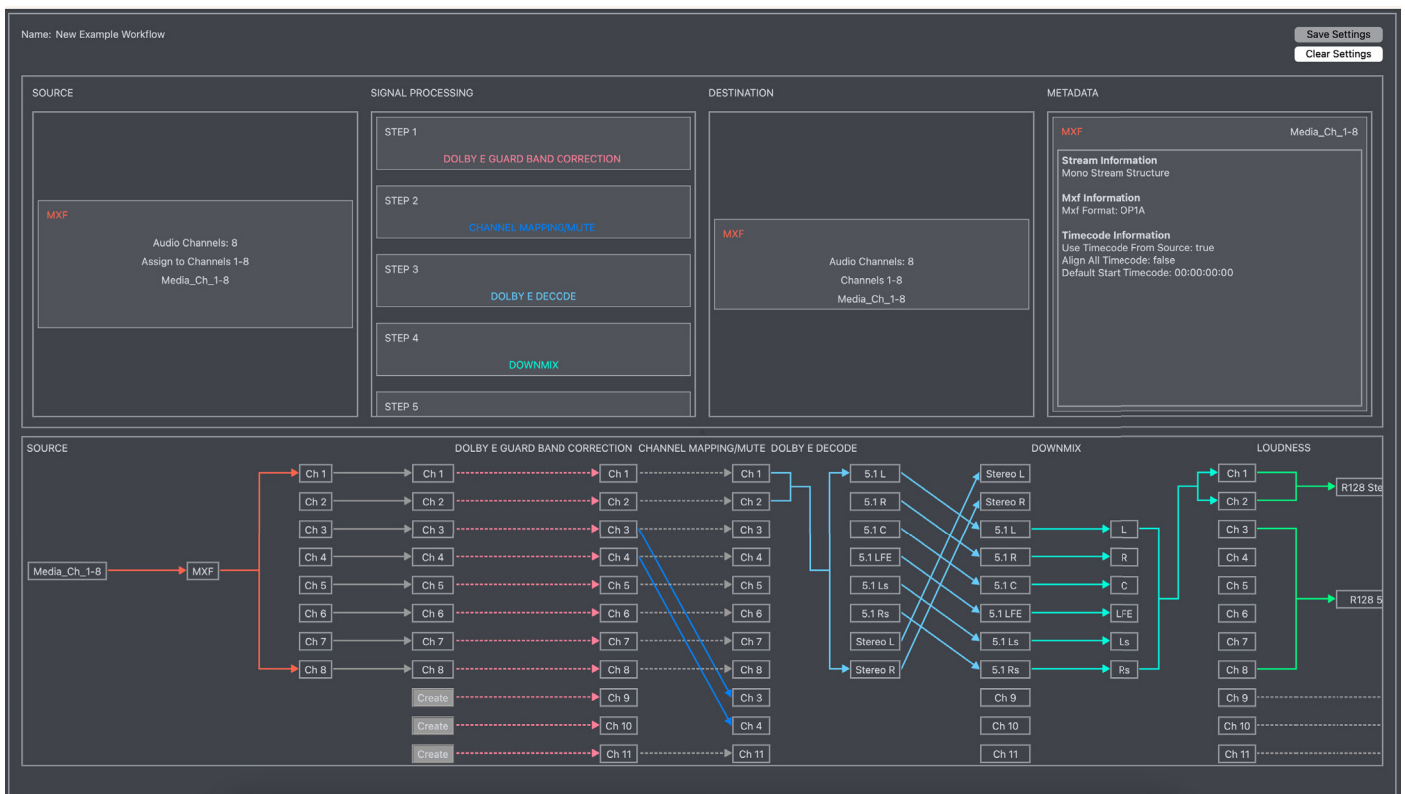 Name: New Example Workflow
Save Settings
Clear Settings
SOURCE
SIGNAL PROCESSING
DESTINATION
METADATA
MXF
Audio Channels: 8
Assign to Channels 1-8
Media_Ch_1-8
STEP 1
DOLBY E GUARD BAND CORRECTION
STEP 2
CHANNEL MAPPING/MUTE
STEP 3
DOLBY E DECODE
STEP 4
DOWNMIX
STEP 5
MXF
Audio Channels: 8
Channels 1-8
Media_Ch_1-8
MXF Media_Ch_1-8
Stream Information
Mono Stream Structure
Mxf Information
Mxf Format: OP1A
Timecode Information
Use Timecode From Source: true
Align All Timecode: false
Default Start Timecode: 00:00:00:00
SOURCE DOLBY E GUARD BAND CORRECTION CHANNEL MAPPING/MUTE DOLBY E DECODE DOWNMIX LOUDNESS
Ch 1 Ch 1 Ch 1 Ch 1 5.1 L Stereo L Ch 1
R128 Ste
Ch 2 Ch 2 Ch 2 Ch 2 5.1 R Stereo R Ch 2
Ch 3 Ch 3 Ch 3 Ch 3 5.1 C 5.1 L L Ch 3
Ch 4 Ch 4 Ch 4 Ch 4 5.1 LFE 5.1 R R Ch 4
Media_Ch_1-8 MXF
Ch 5 Ch 5 Ch 5 Ch 5 5.1 Ls 5.1 C C Ch 5
R128 5
Ch 6 Ch 6 Ch 6 Ch 6 5.1 Rs 5.1 LFE LFE Ch 6
Ch 7 Ch 7 Ch 7 Ch 7 Stereo L 5.1 Ls Ls Ch 7
Ch 8 Ch 8 Ch 8 Ch 8 Stereo R 5.1 Rs Rs Ch 8
Create Ch 9 Ch 3 Ch 9 Ch 9
Create Ch 10 Ch 4 Ch 10 Ch 10
Create Ch 11 Ch 11 Ch 11 Ch 11